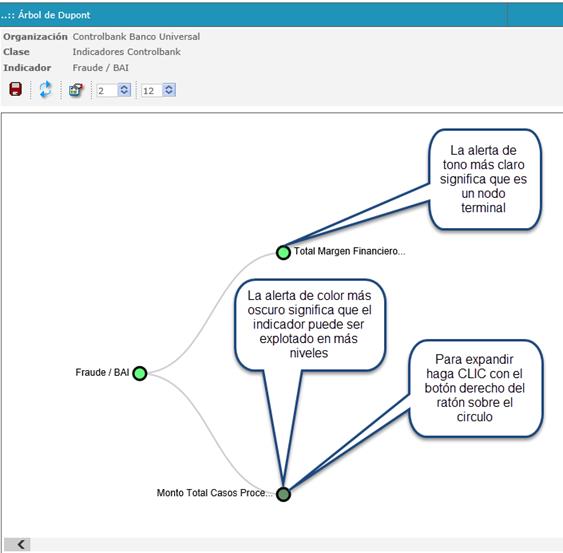 ..:: Árbol de Dupont
Organización Controlbank Banco Universal
Clase Indicadores Controlbank
Indicador Fraude / BAI
2 12
La alerta de
tono más claro
significa que es
un nodo
terminal
Total Margen Financiero...
La alerta de color más
oscuro significa que el
indicador puede ser
explotado en más
niveles
Para expandir
haga CLIC con el
botón derecho del
ratón sobre el
circulo
Fraude / BAI
Monto Total Casos Proce...